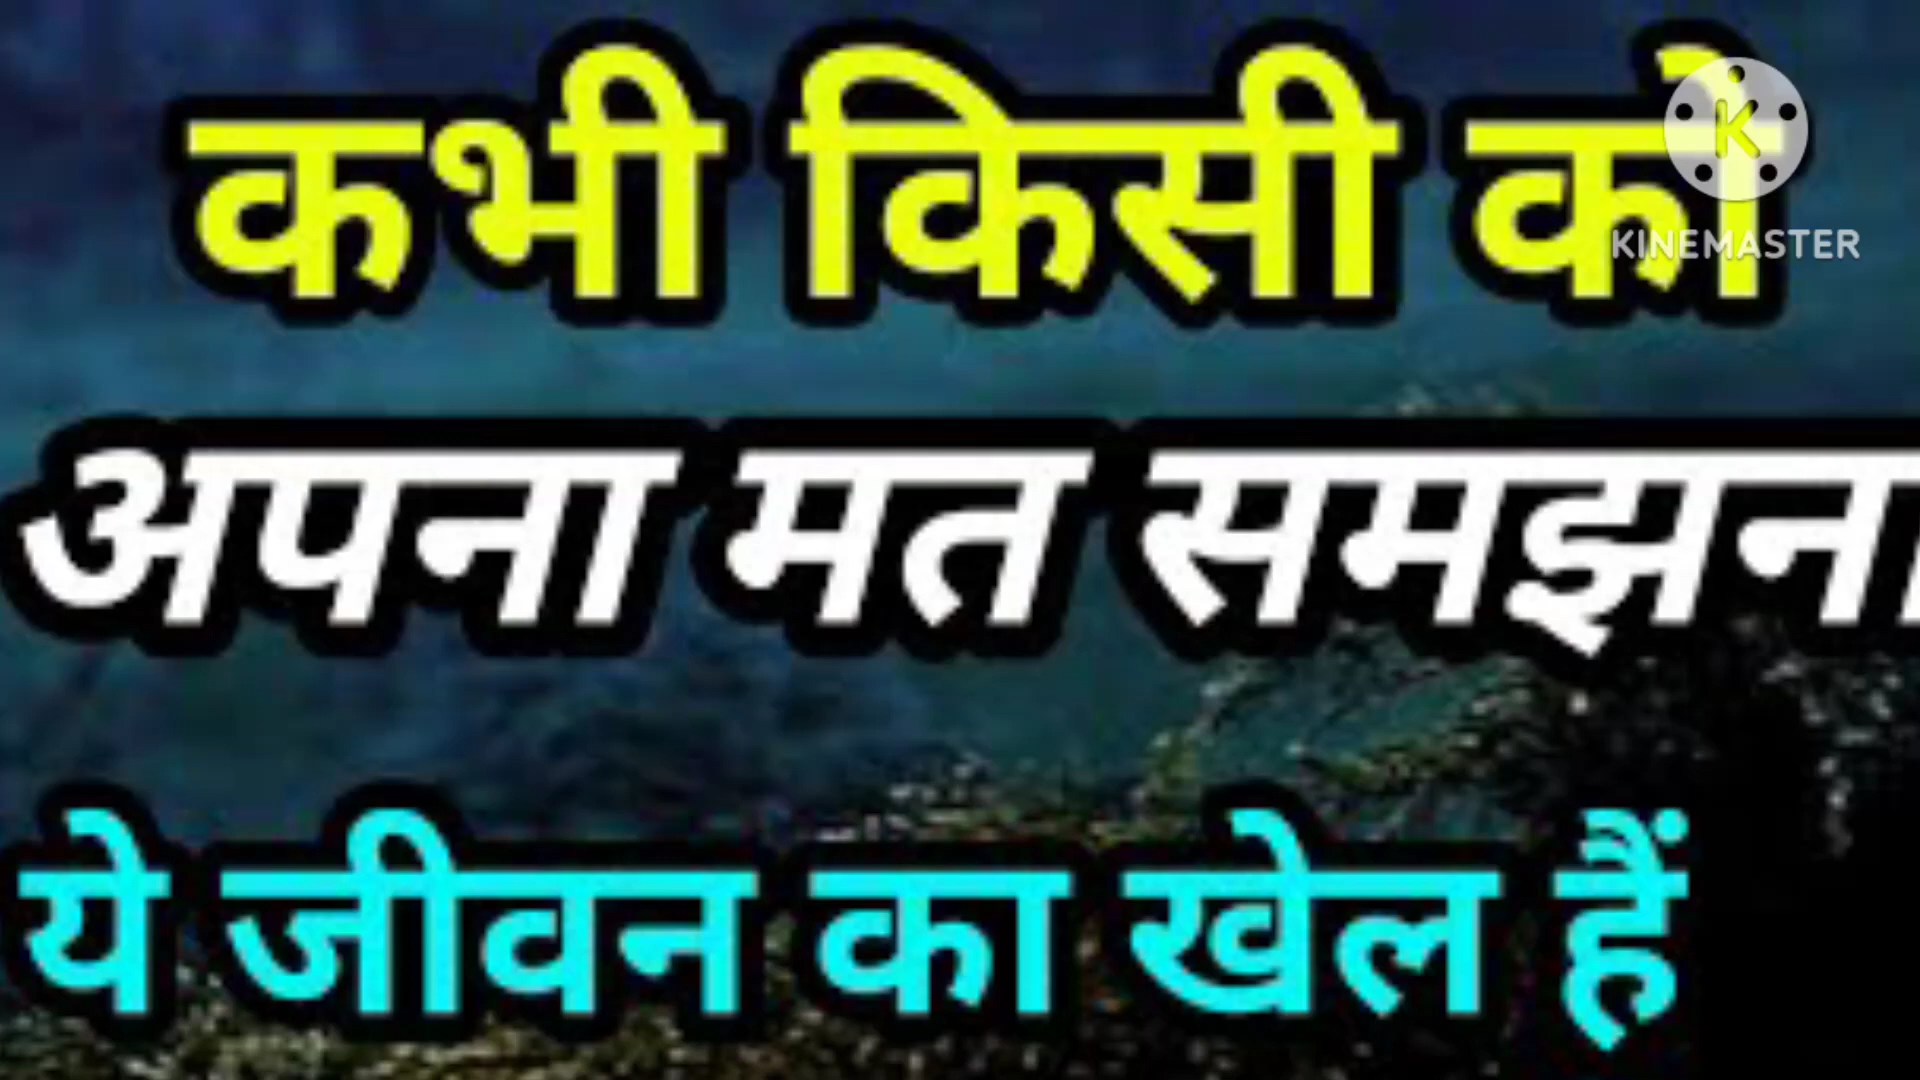 कभी किसी को
KINEMASTER
अपना मत समझना
ये जीवन का खेल हैं